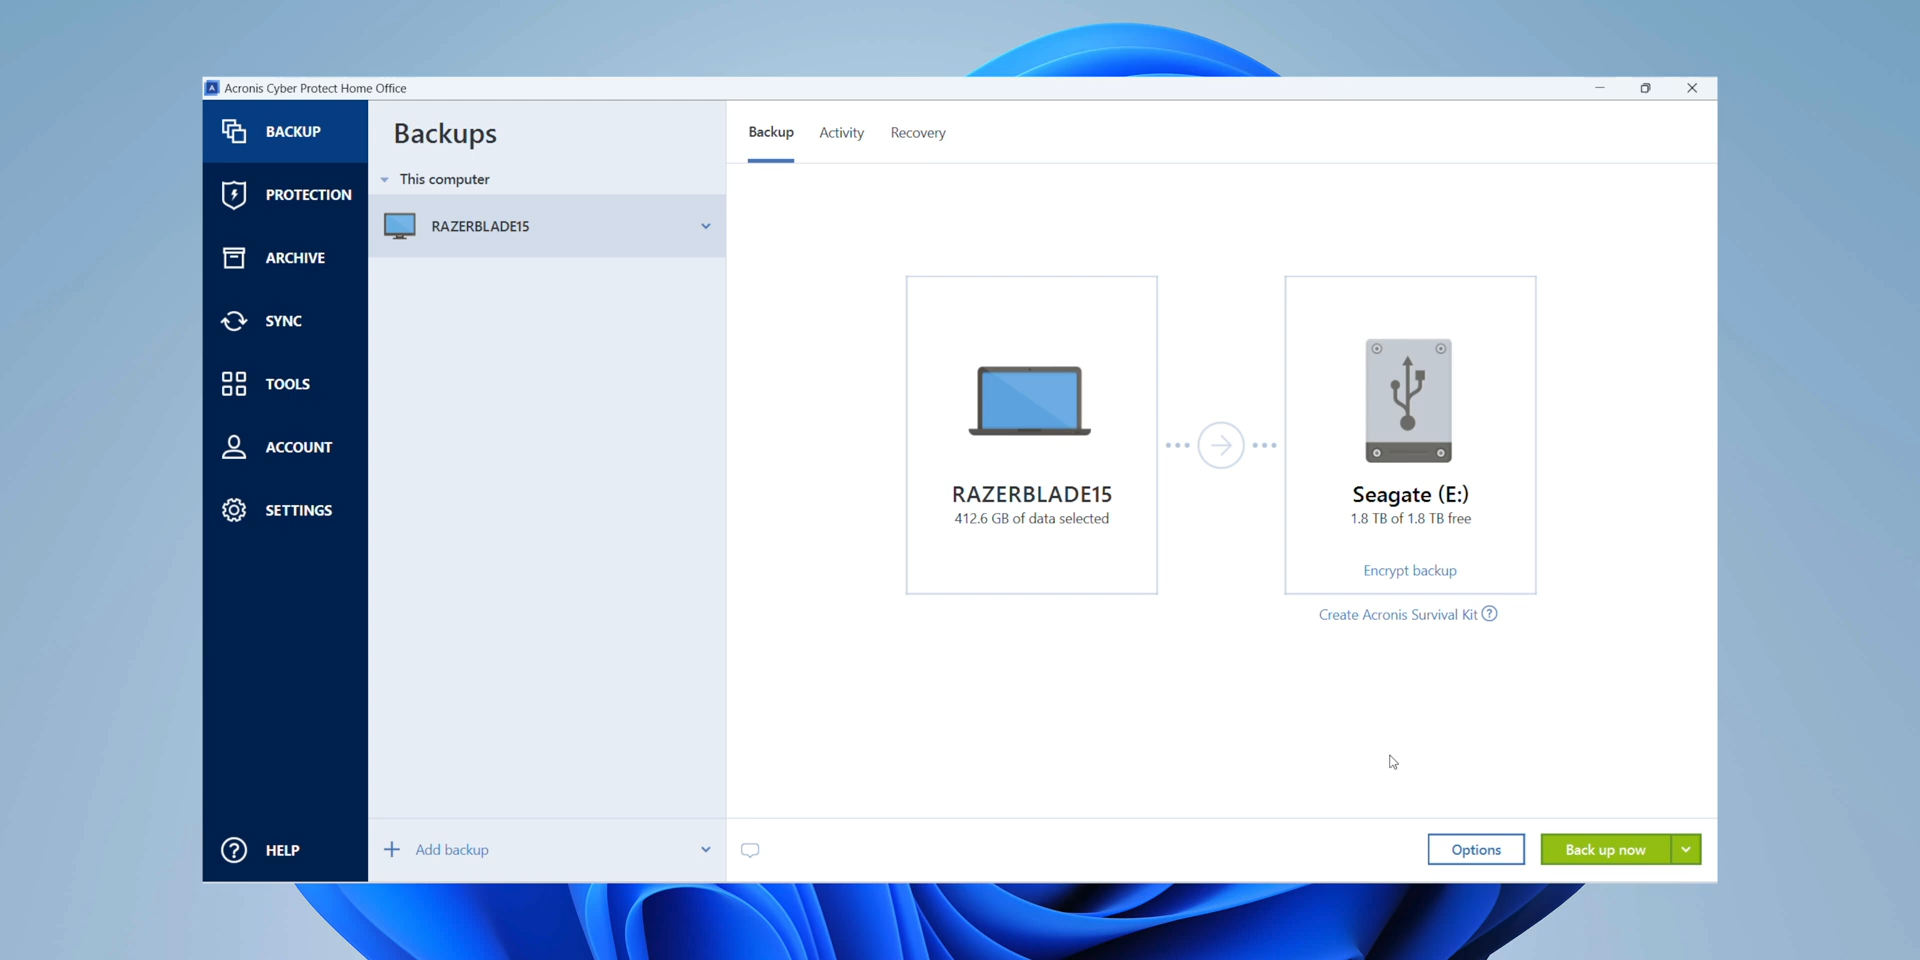 Acronis Cyber Protect Home Office
BACKUP
PROTECTION
ARCHIVE
SYNC
TOOLS
ACCOUNT
SETTINGS
HELP
Backups
This computer
RAZERBLADE15
Add backup
Backup Activity Recovery
RAZERBLADE15
412.6 GB of data selected
Seagate (E:)
1.8 TB of 1.8 TB free
Encrypt backup
Create Acronis Survival Kit ?
Options
Back up now